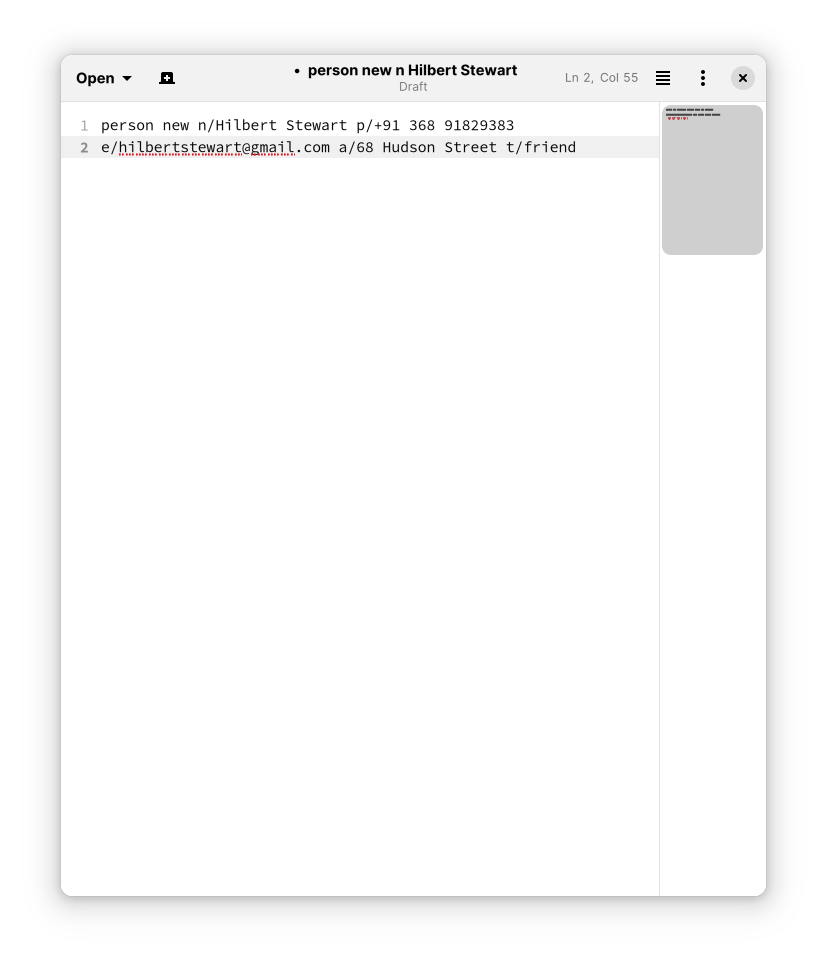 Open
• person new n Hilbert Stewart
Draft
Ln 2, Col 55
1 person new n/Hilbert Stewart p/+91 368 91829383
2 e/hilbertstewart@gmail.com a/68 Hudson Street t/friend